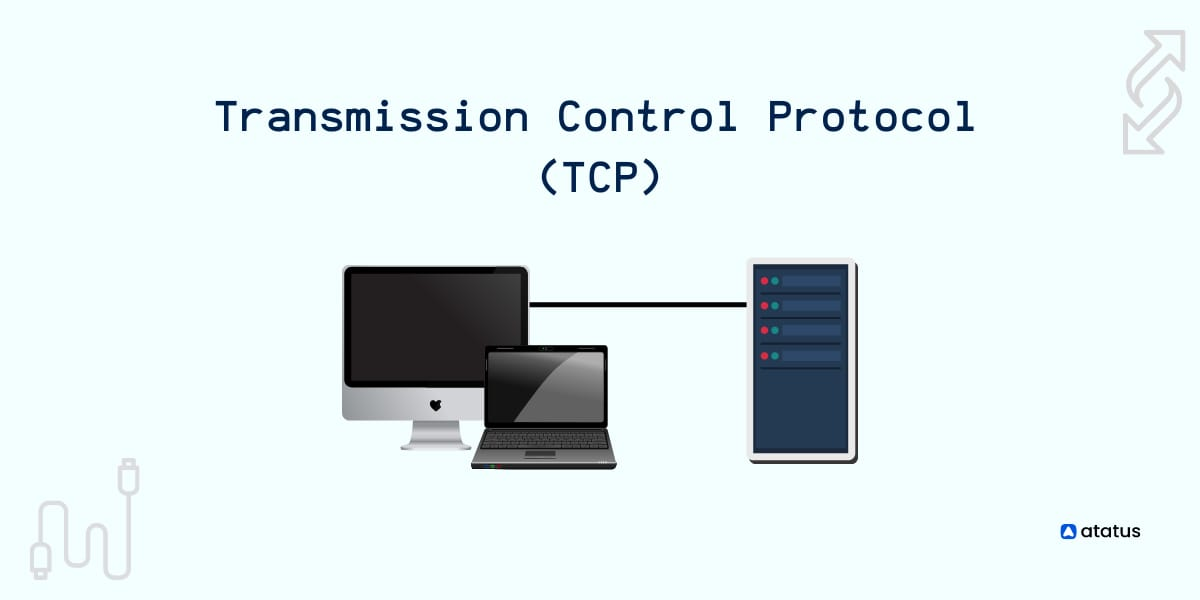 Transmission Control Protocol
(TCP)
atatus